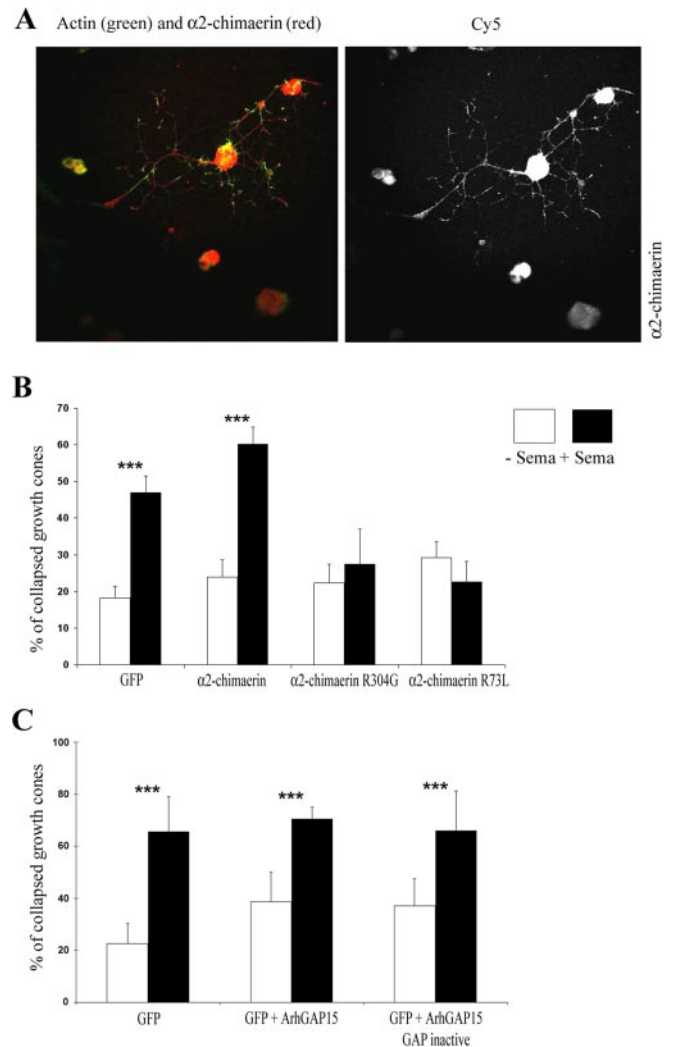 A
Actin (green) and α2-chimaerin (red)
Cy5
α2-chimaerin
B
% of collapsed growth cones
70
60
50
40
30
20
10
0
***
***
- Sema + Sema
GFP
α2-chimaerin
α2-chimaerin R304G
α2-chimaerin R73L
C
% of collapsed growth cones
100
80
60
40
20
0
***
***
***
GFP
GFP + ArhGAP15
GFP + ArhGAP15
GAP inactive